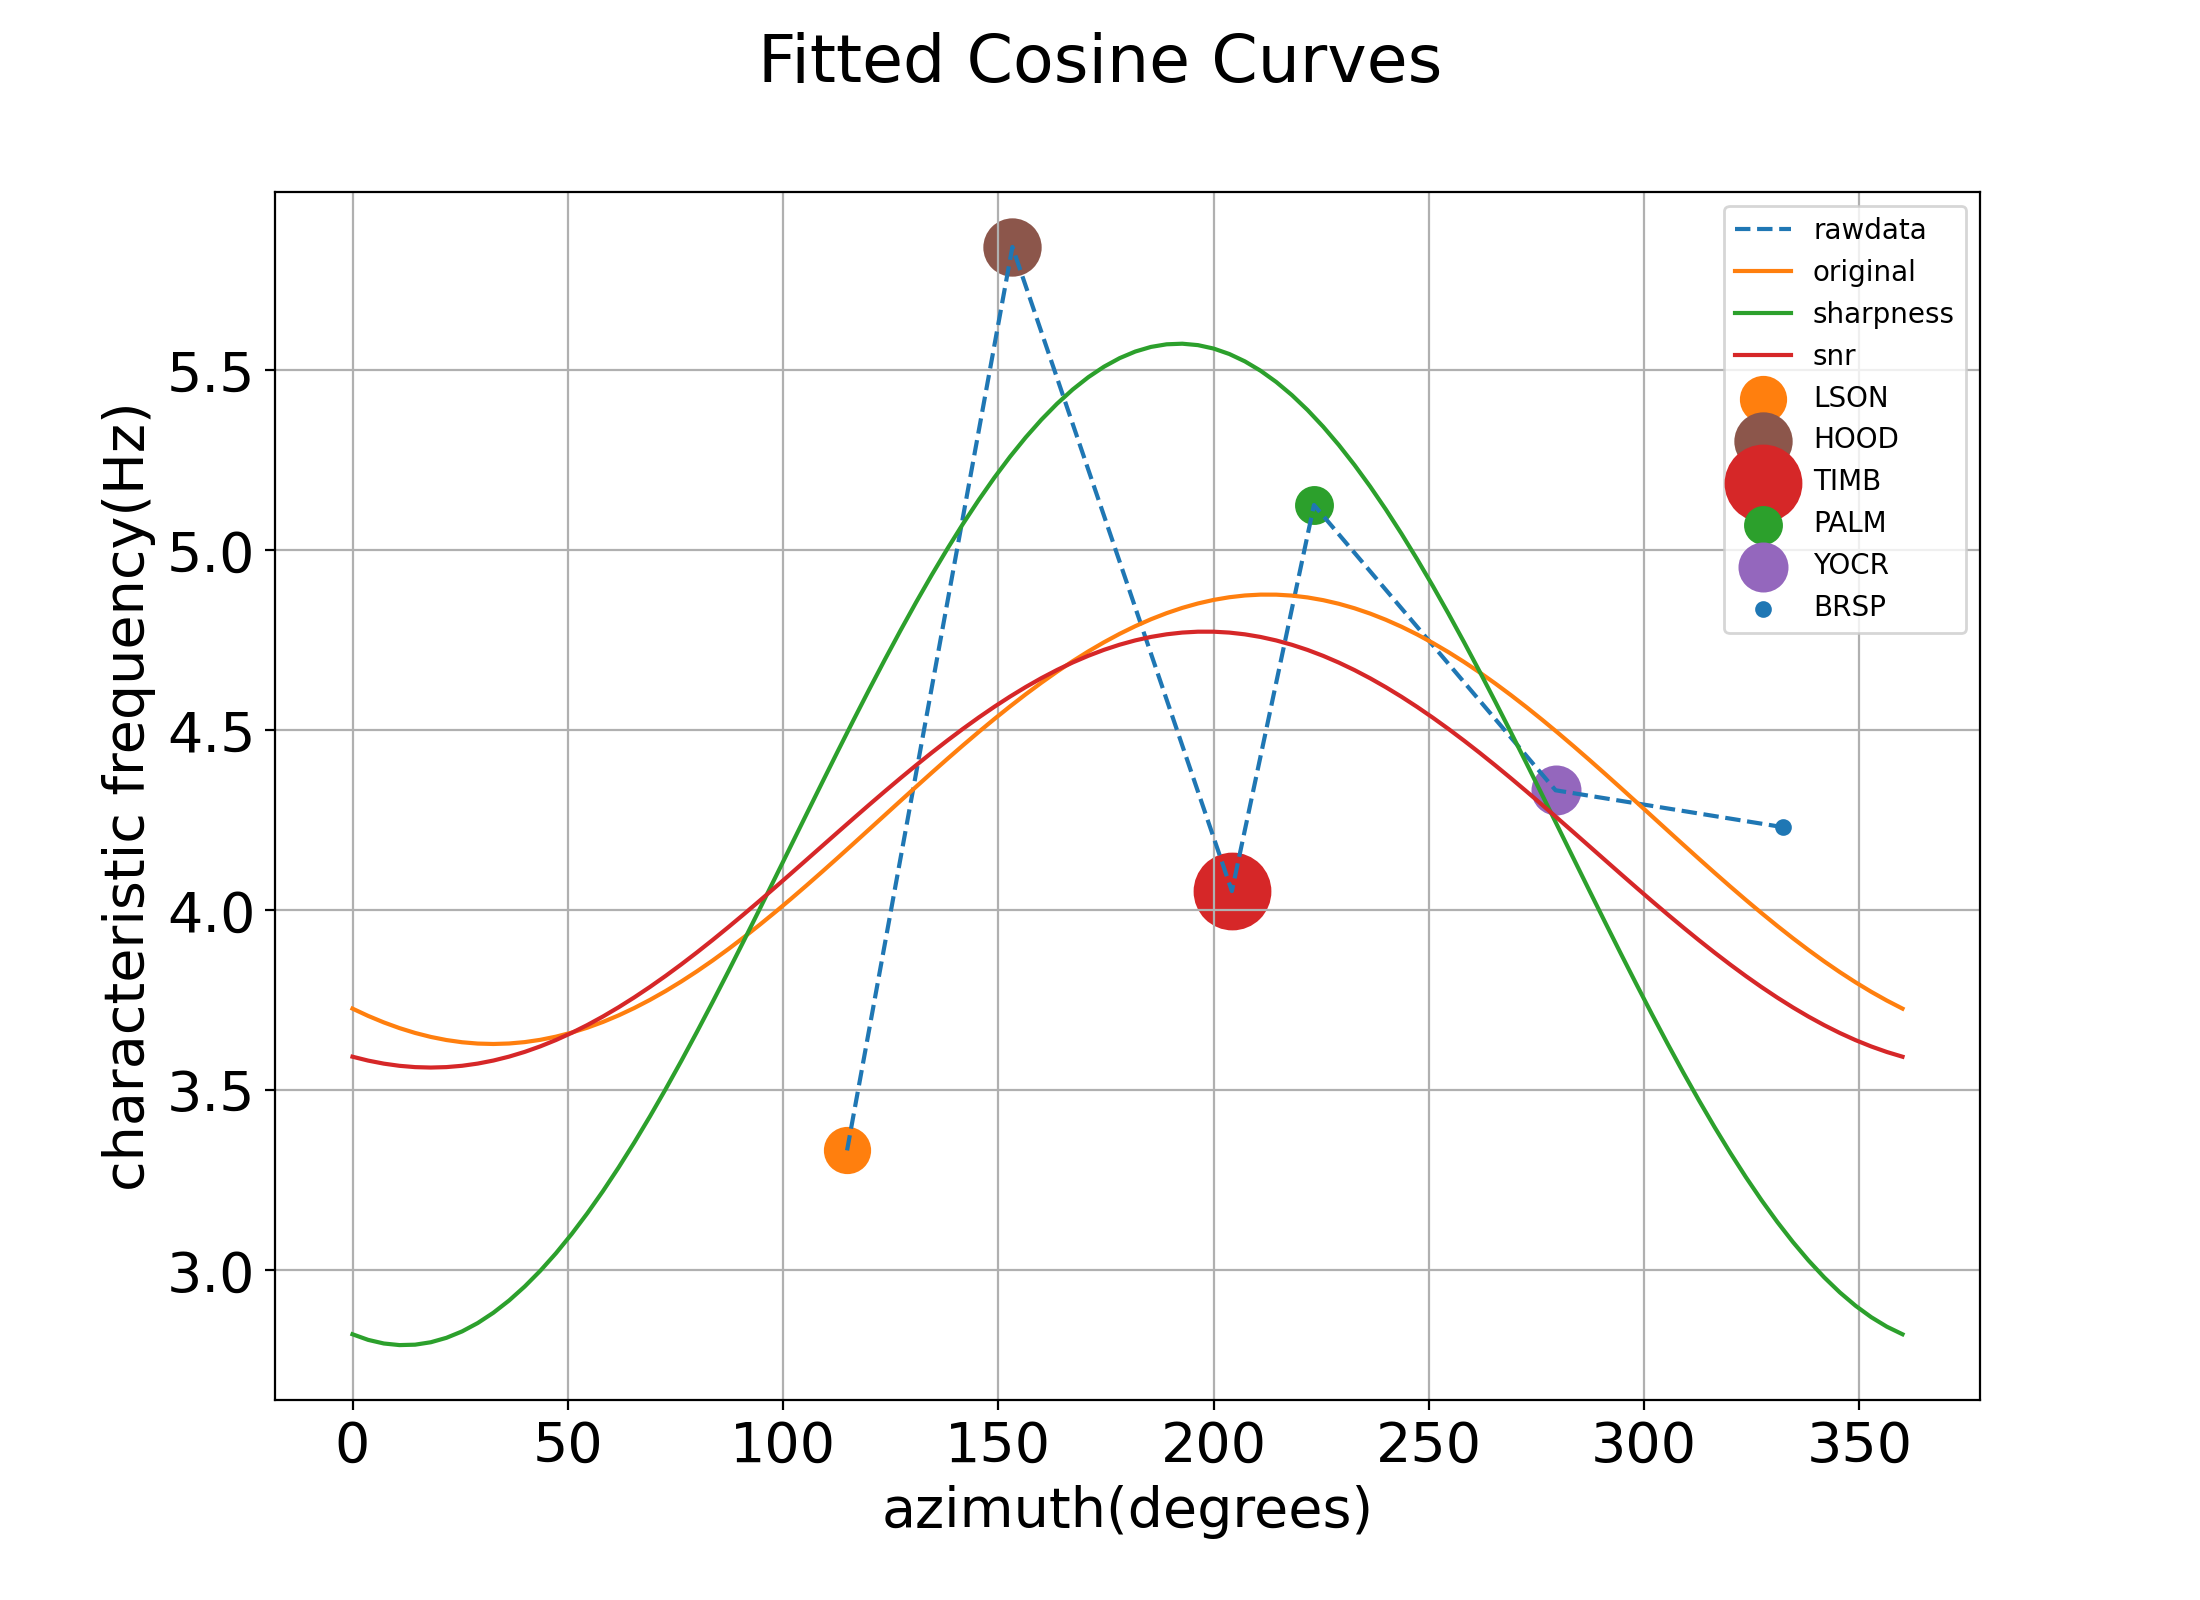 Fitted Cosine Curves
characteristic frequency(Hz)
5.5
5.0
4.5
4.0
3.5
3.0
0 50 100 150 200 250 300 350
azimuth(degrees)
rawdata
original
sharpness
snr
LSON
HOOD
TIMB
PALM
YOCR
BRSP